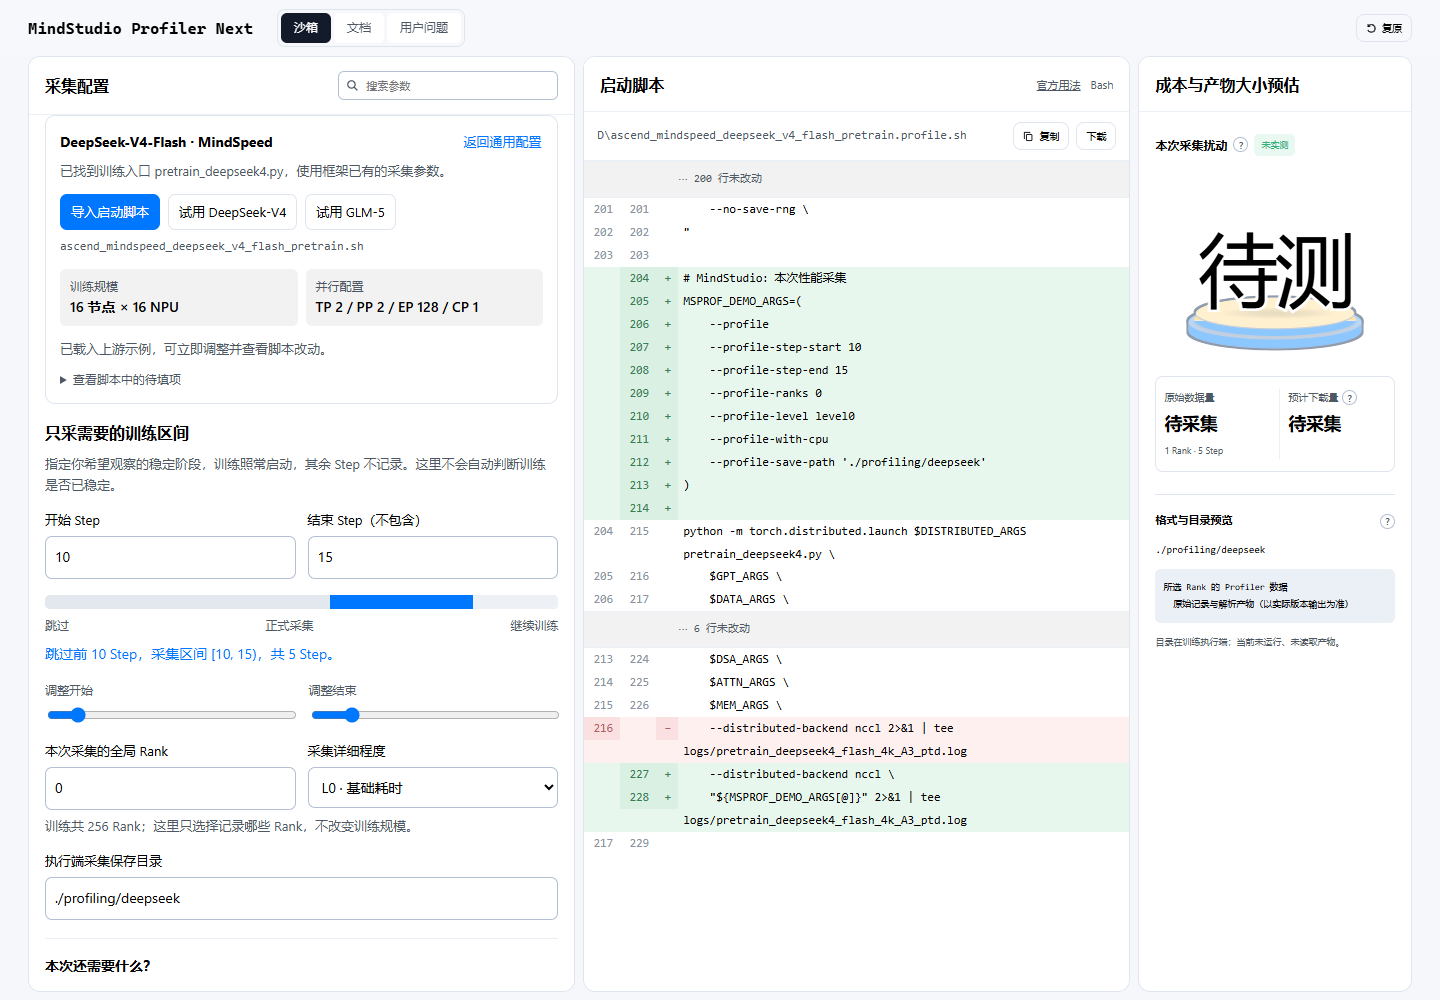 MindStudio Profiler Next
沙箱
文档
用户问题
复原
采集配置
搜索参数
DeepSeek-V4-Flash · MindSpeed
返回通用配置
已找到训练入口 pretrain_deepseek4.py，使用框架已有的采集参数。
导入启动脚本
试用 DeepSeek-V4
试用 GLM-5
ascend_mindspeed_deepseek_v4_flash_pretrain.sh
训练规模
16 节点 × 16 NPU
并行配置
TP 2 / PP 2 / EP 128 / CP 1
已载入上游示例，可立即调整并查看脚本改动。
查看脚本中的待填项
只采需要的训练区间
指定你希望观察的稳定阶段，训练照常启动，其余 Step 不记录。这里不会自动判断训练
是否已稳定。
开始 Step
结束 Step（不包含）
10
15
跳过
正式采集
继续训练
跳过前 10 Step，采集区间 [10, 15)，共 5 Step。
调整开始
调整结束
本次采集的全局 Rank
采集详细程度
0
L0 · 基础耗时
训练共 256 Rank；这里只选择记录哪些 Rank，不改变训练规模。
执行端采集保存目录
./profiling/deepseek
本次还需要什么？
启动脚本
官方用法
Bash
D\ascend_mindspeed_deepseek_v4_flash_pretrain.profile.sh
复制
下载
··· 200 行未改动
201 201 --no-save-rng \
202 202 "
203 203
204 + # MindStudio: 本次性能采集
205 + MSPROF_DEMO_ARGS=(
206 + --profile
207 + --profile-step-start 10
208 + --profile-step-end 15
209 + --profile-ranks 0
210 + --profile-level level0
211 + --profile-with-cpu
212 + --profile-save-path './profiling/deepseek'
213 + )
214 +
204 215 python -m torch.distributed.launch $DISTRIBUTED_ARGS
pretrain_deepseek4.py \
205 216 $GPT_ARGS \
206 217 $DATA_ARGS \
··· 6 行未改动
213 224 $DSA_ARGS \
214 225 $ATTN_ARGS \
215 226 $MEM_ARGS \
216 − --distributed-backend nccl 2>&1 | tee
logs/pretrain_deepseek4_flash_4k_A3_ptd.log
227 + --distributed-backend nccl \
228 + "${MSPROF_DEMO_ARGS[@]}" 2>&1 | tee
logs/pretrain_deepseek4_flash_4k_A3_ptd.log
217 229
成本与产物大小预估
本次采集扰动
?
未实测
待测
原始数据量
待采集
1 Rank · 5 Step
预计下载量
?
待采集
格式与目录预览
?
./profiling/deepseek
所选 Rank 的 Profiler 数据
原始记录与解析产物（以实际版本输出为准）
目录在训练执行端；当前未运行、未读取产物。